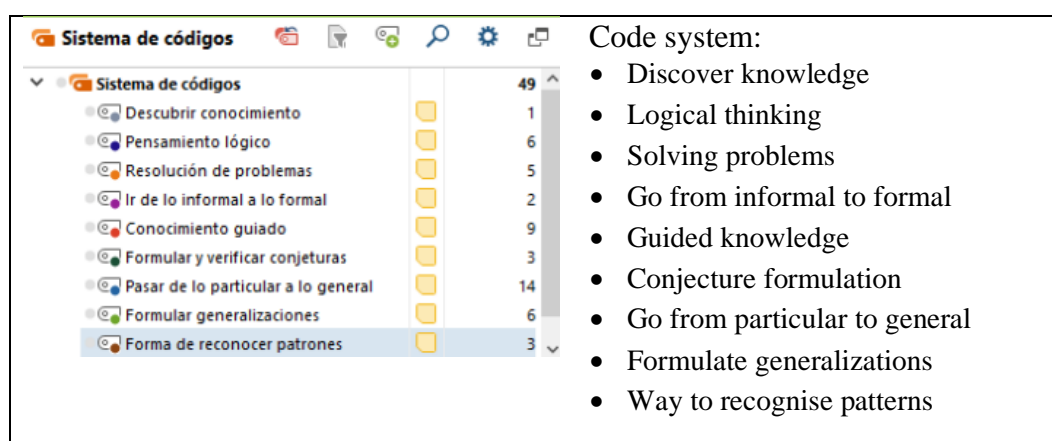 Sistema de códigos
Sistema de códigos 49
Descubrir conocimiento 1
Pensamiento lógico 6
Resolución de problemas 5
Ir de lo informal a lo formal 2
Conocimiento guiado 9
Formular y verificar conjeturas 3
Pasar de lo particular a lo general 14
Formular generalizaciones 6
Forma de reconocer patrones 3
Code system:
• Discover knowledge
• Logical thinking
• Solving problems
• Go from informal to formal
• Guided knowledge
• Conjecture formulation
• Go from particular to general
• Formulate generalizations
• Way to recognise patterns